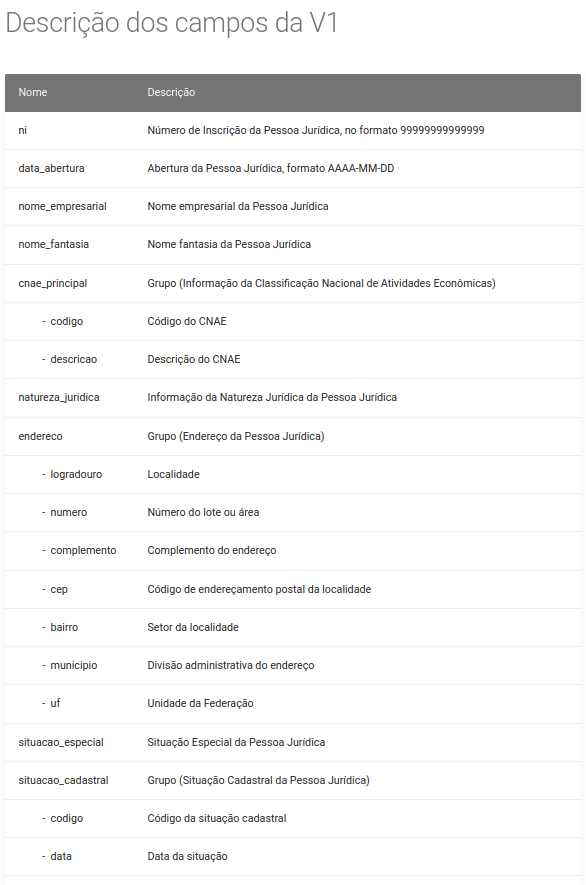 Descrição dos campos da V1
Nome Descrição
ni Número de Inscrição da Pessoa Jurídica, no formato 99999999999999
data_abertura Abertura da Pessoa Jurídica, formato AAAA-MM-DD
nome_empresarial Nome empresarial da Pessoa Jurídica
nome_fantasia Nome fantasia da Pessoa Jurídica
cnae_principal Grupo (Informação da Classificação Nacional de Atividades Econômicas)
- codigo Código do CNAE
- descricao Descrição do CNAE
natureza_juridica Informação da Natureza Jurídica da Pessoa Jurídica
endereco Grupo (Endereço da Pessoa Jurídica)
- logradouro Localidade
- numero Número do lote ou área
- complemento Complemento do endereço
- cep Código de endereçamento postal da localidade
- bairro Setor da localidade
- municipio Divisão administrativa do endereço
- uf Unidade da Federação
situacao_especial Situação Especial da Pessoa Jurídica
situacao_cadastral Grupo (Situação Cadastral da Pessoa Jurídica)
- codigo Código da situação cadastral
- data Data da situação